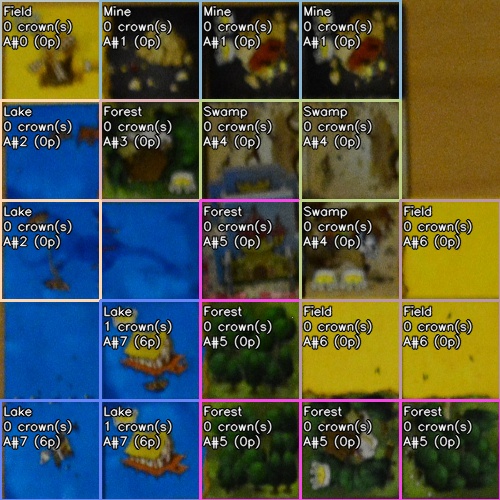 Field
0 crown(s)
A#0 (0p)
Mine
0 crown(s)
A#1 (0p)
Mine
0 crown(s)
A#1 (0p)
Mine
0 crown(s)
A#1 (0p)
Lake
0 crown(s)
A#2 (0p)
Forest
0 crown(s)
A#3 (0p)
Swamp
0 crown(s)
A#4 (0p)
Swamp
0 crown(s)
A#4 (0p)
Lake
0 crown(s)
A#2 (0p)
Forest
0 crown(s)
A#5 (0p)
Swamp
0 crown(s)
A#4 (0p)
Field
0 crown(s)
A#6 (0p)
Lake
1 crown(s)
A#7 (6p)
Forest
0 crown(s)
A#5 (0p)
Field
0 crown(s)
A#6 (0p)
Field
0 crown(s)
A#6 (0p)
Lake
0 crown(s)
A#7 (6p)
Lake
1 crown(s)
A#7 (6p)
Forest
0 crown(s)
A#5 (0p)
Forest
0 crown(s)
A#5 (0p)
Forest
0 crown(s)
A#5 (0p)